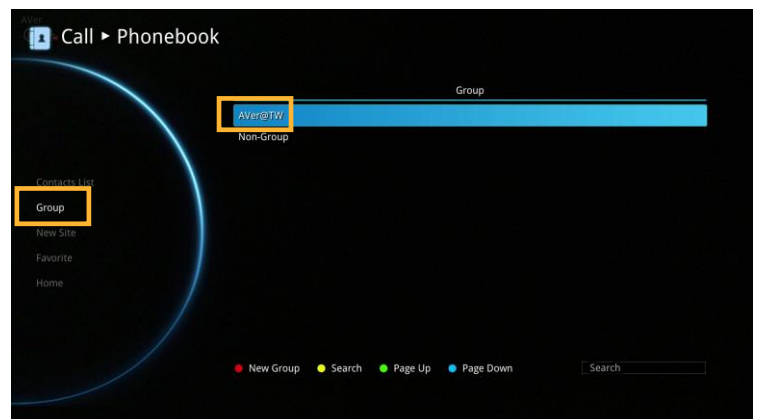 AVer
Call ► Phonebook
Group
AVer@TW
Non-Group
Contacts List
Group
New Site
Favorite
Home
New Group Search Page Up Page Down Search